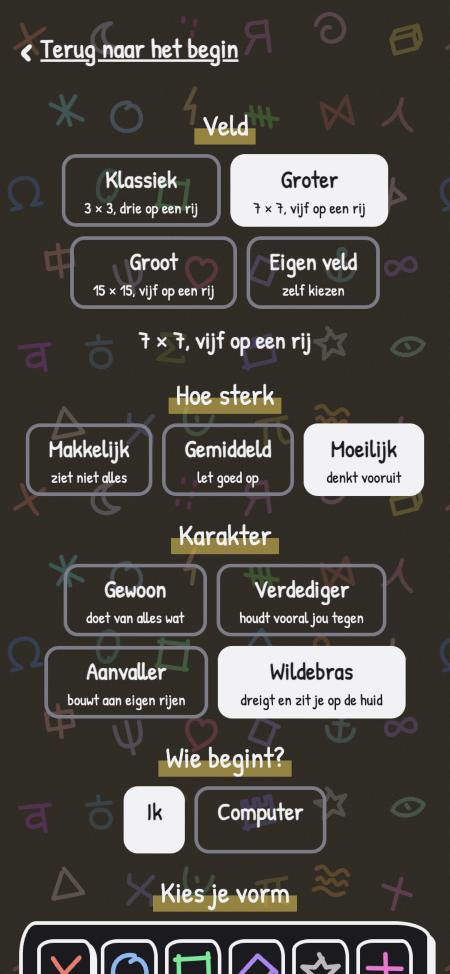 Terug naar het begin
Veld
Klassiek
3 × 3, drie op een rij
Groter
7 × 7, vijf op een rij
Groot
15 × 15, vijf op een rij
Eigen veld
zelf kiezen
7 × 7, vijf op een rij
Hoe sterk
Makkelijk
ziet niet alles
Gemiddeld
let goed op
Moeilijk
denkt vooruit
Karakter
Gewoon
doet van alles wat
Verdediger
houdt vooral jou tegen
Aanvaller
bouwt aan eigen rijen
Wildebras
dreigt en zit je op de huid
Wie begint?
Ik
Computer
Kies je vorm